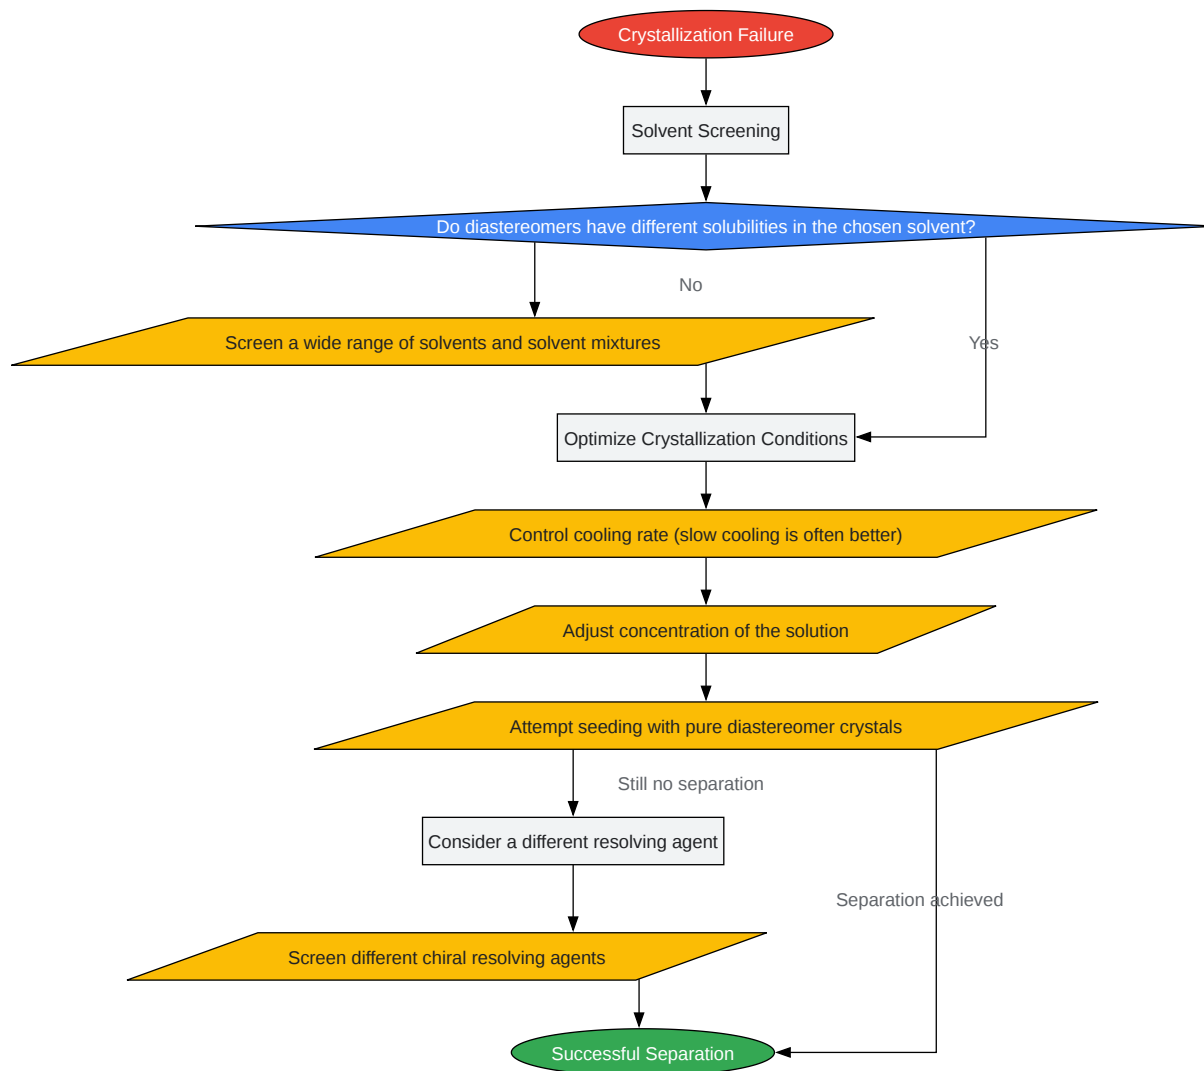 Crystallization Failure
Solvent Screening
Do diastereomers have different solubilities in the chosen solvent?
No
Screen a wide range of solvents and solvent mixtures
Yes
Optimize Crystallization Conditions
Control cooling rate (slow cooling is often better)
Adjust concentration of the solution
Attempt seeding with pure diastereomer crystals
Still no separation
Consider a different resolving agent
Separation achieved
Screen different chiral resolving agents
Successful Separation